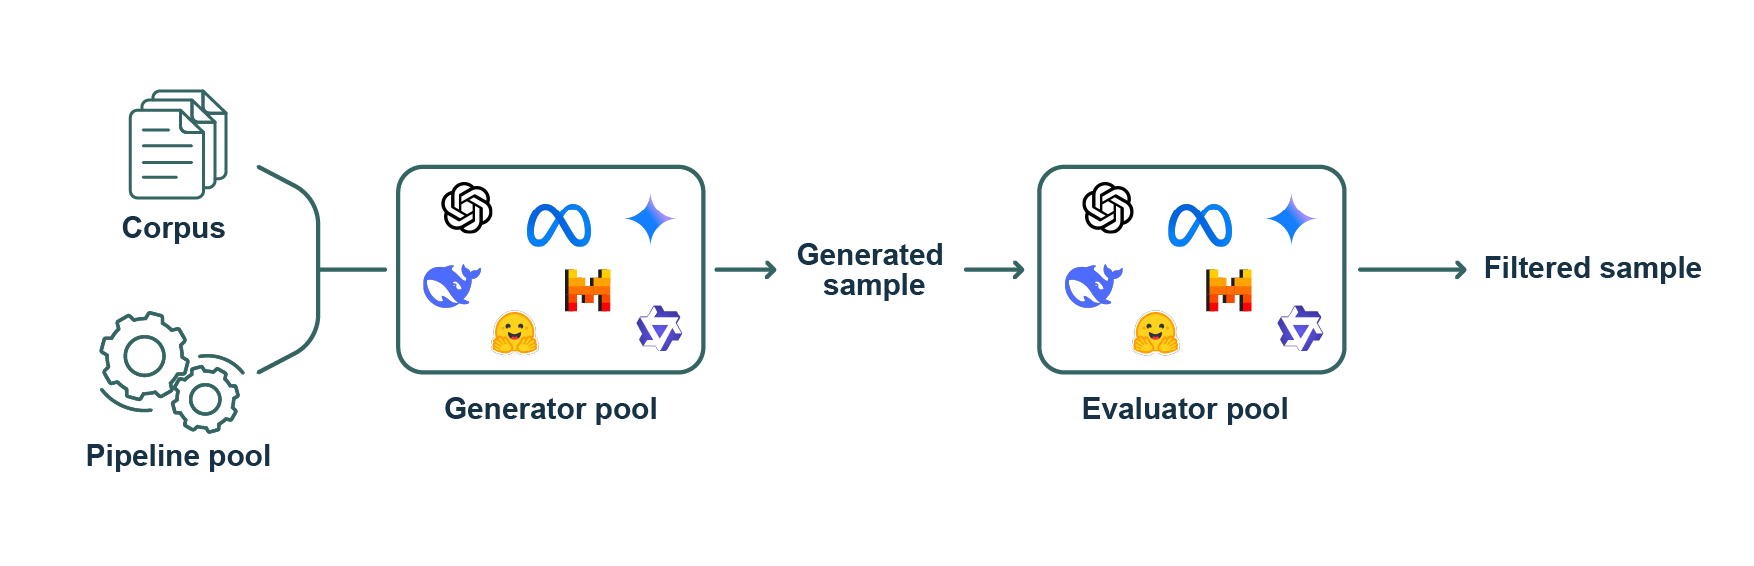 Corpus
Pipeline pool
Generator pool
Generated
sample
Evaluator pool
Filtered sample